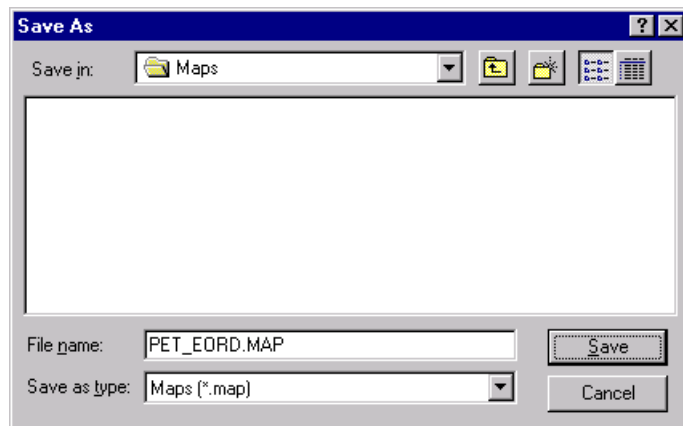 Save As
Save in: Maps
File name: PET_EORD.MAP Save
Save as type: Maps (*.map) Cancel